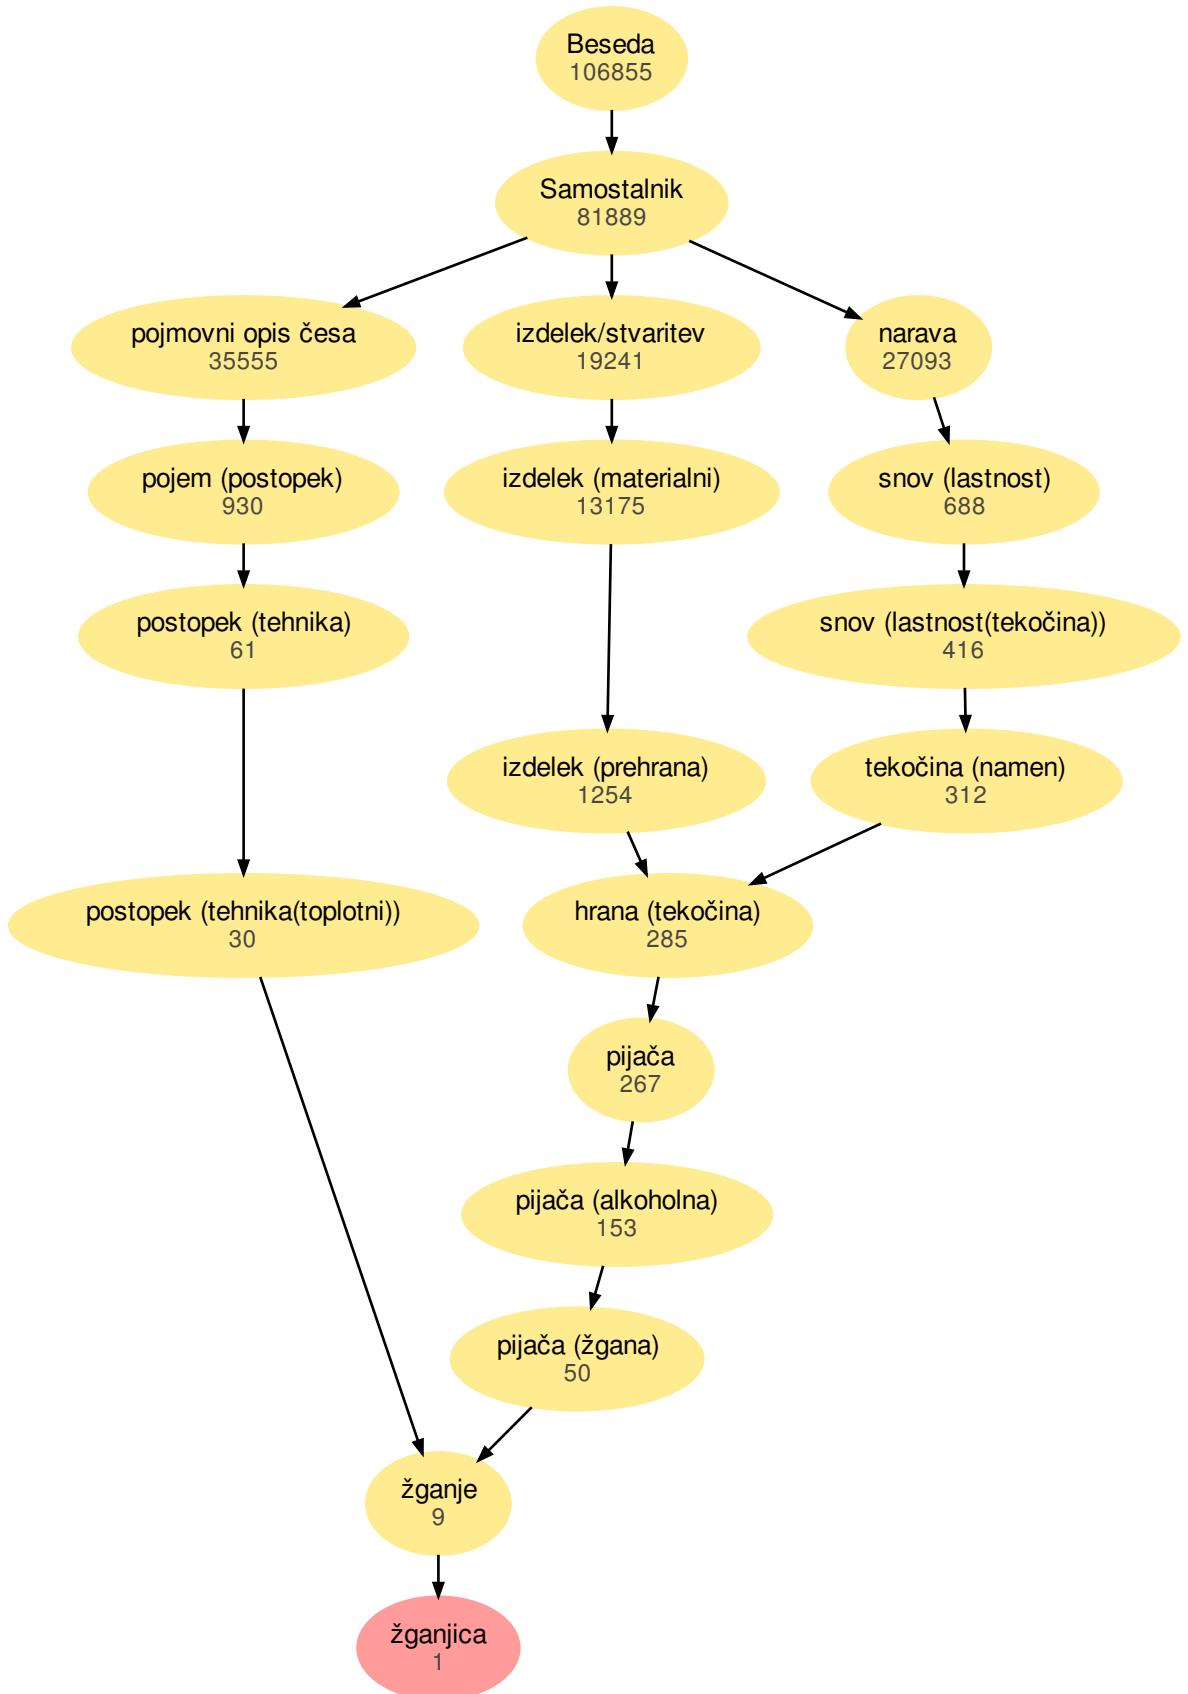 Beseda
106855
Samostalnik
81889
pojmovni opis česa
35555
izdelek/stvaritev
19241
narava
27093
pojem (postopek)
930
izdelek (materialni)
13175
snov (lastnost)
688
postopek (tehnika)
61
snov (lastnost(tekočina))
416
izdelek (prehrana)
1254
tekočina (namen)
312
postopek (tehnika(toplotni))
30
hrana (tekočina)
285
pijača
267
pijača (alkoholna)
153
pijača (žgana)
50
žganje
9
žganjica
1